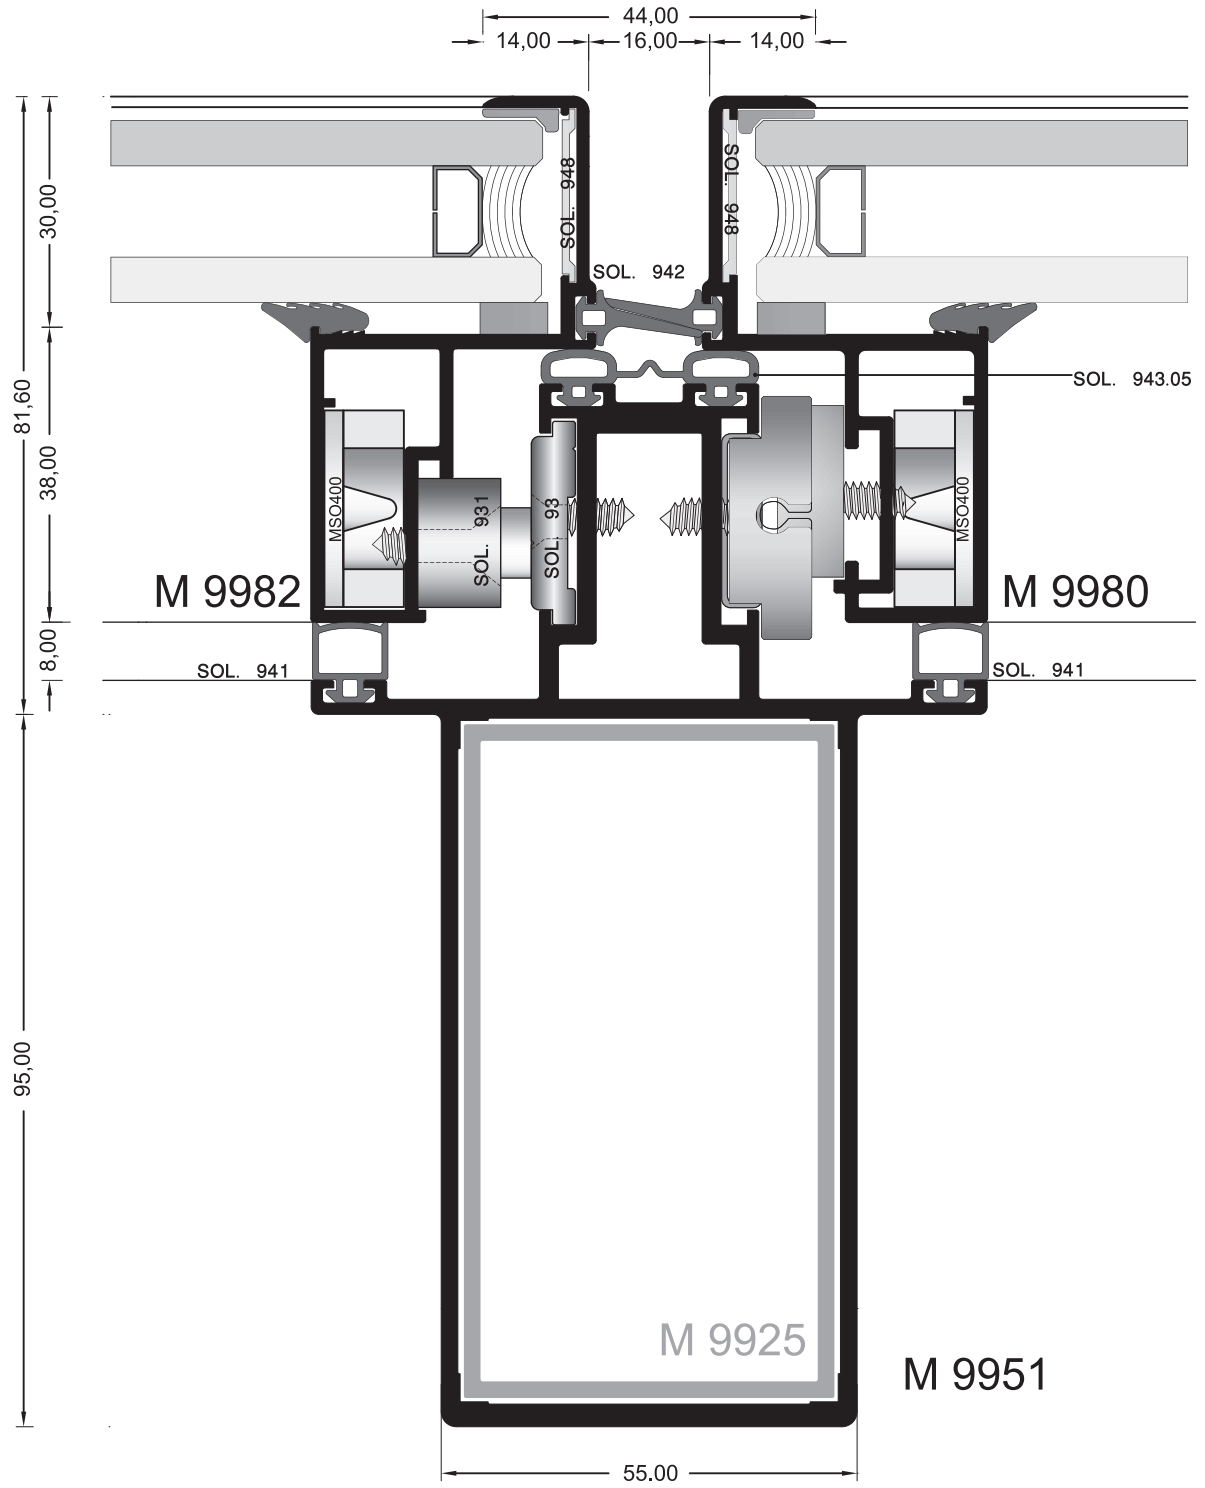 44,00
14,00 16,00 14,00
30,00
SOL. 948
SOL. 948
SOL. 942
SOL. 943.05
81,60
38,00
MSO400
SOL. 931
SOL. 93
MSO400
M 9982
M 9980
8,00
SOL. 941
SOL. 941
95,00
M 9925
M 9951
55.00